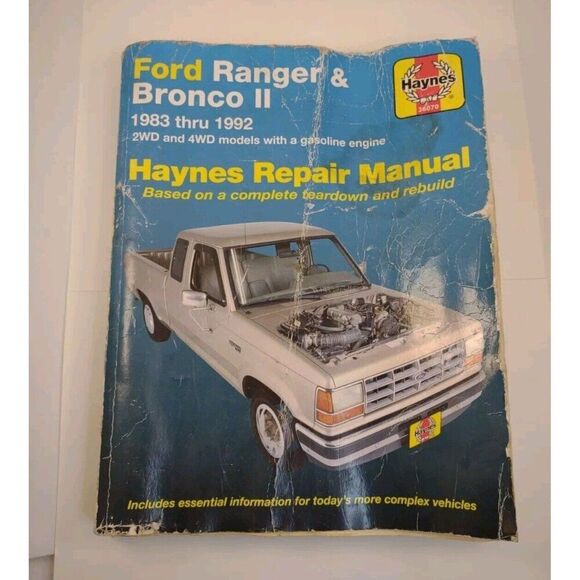 Ford Ranger &
Bronco II
1983 thru 1992
2WD and 4WD models with a gasoline engine
Haynes
36070
Haynes Repair Manual
Based on a complete teardown and rebuild
Haynes
Includes essential information for today's more complex vehicles